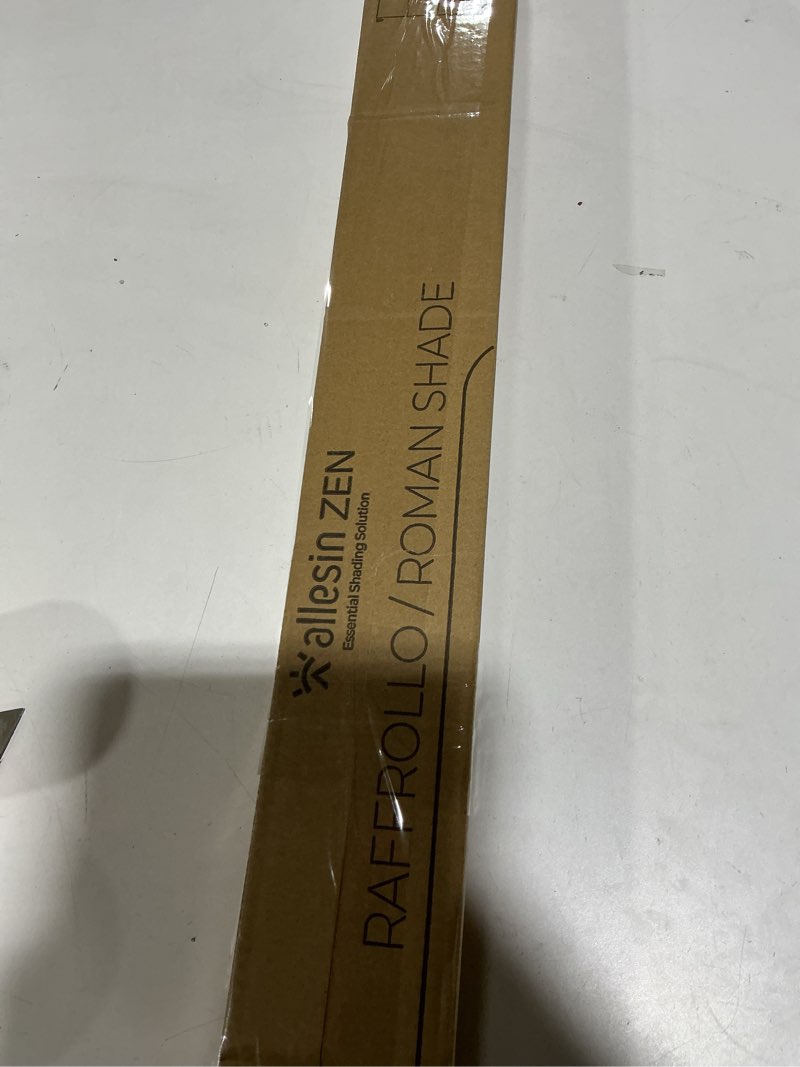 allesin ZEN
Essential Shading Solution
RAFFROLLO / ROMAN SHADE